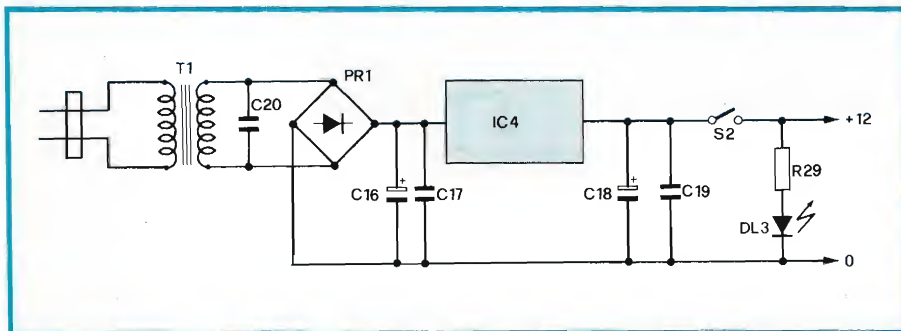 T1
C20
PR1
C16
+
C17
IC4
C18
+
C19
S2
+12
R29
DL3
0